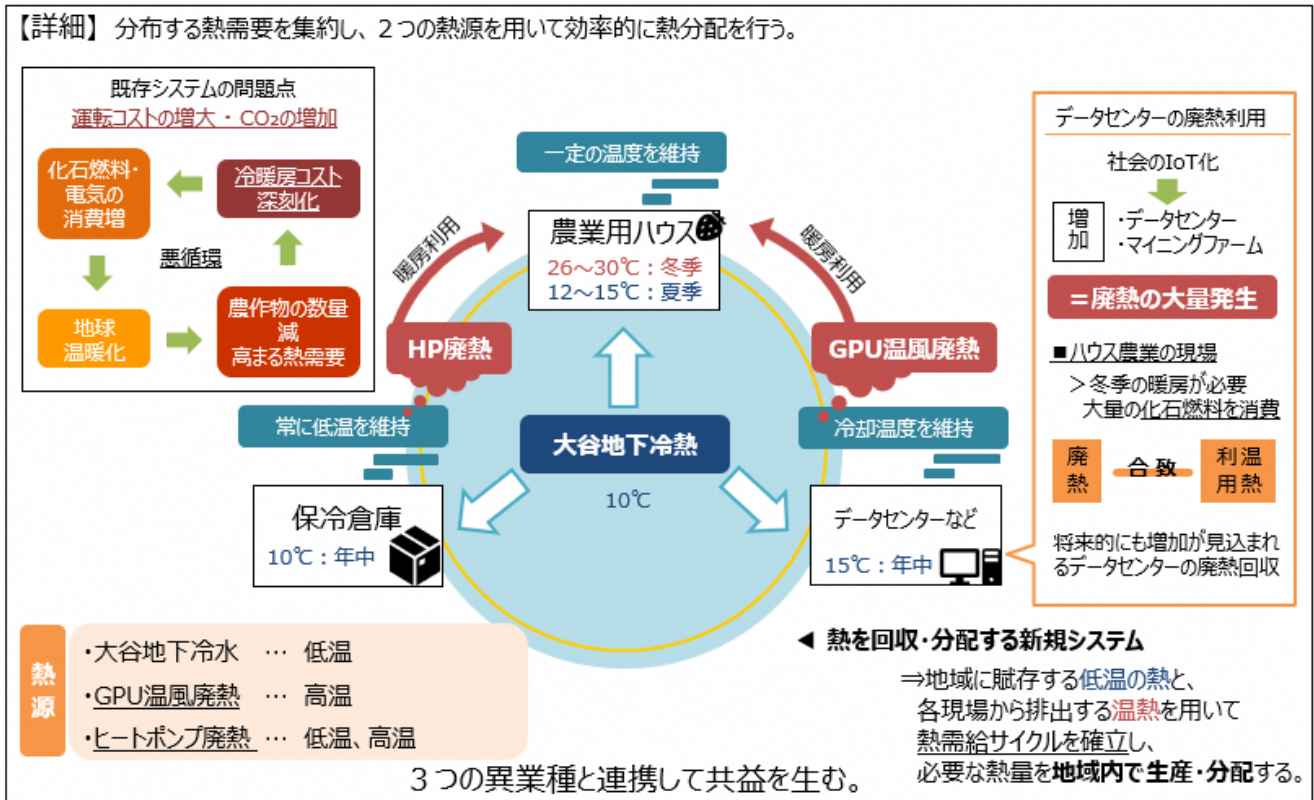 【詳細】 分布する熱需要を集約し、２つの熱源を用いて効率的に熱分配を行う。
既存システムの問題点
運転コストの増大 ・ CO₂の増加
化石燃料・
電気の
消費増
冷暖房コスト
深刻化
悪循環
地球
温暖化
農作物の数量
減
高まる熱需要
一定の温度を維持
農業用ハウス
26～30℃：冬季
12～15℃：夏季
暖房利用
暖房利用
HP廃熱
GPU温風廃熱
常に低温を維持
大谷地下冷熱
10℃
冷却温度を維持
保冷倉庫
10℃：年中
データセンターなど
15℃：年中
データセンターの廃熱利用
社会のIoT化
増
加
・データセンター
・マイニングファーム
＝廃熱の大量発生
■ハウス農業の現場
＞冬季の暖房が必要
大量の化石燃料を消費
廃
熱
合致
利温
用熱
将来的にも増加が見込まれ
るデータセンターの廃熱回収
熱
源
・大谷地下冷水 … 低温
・GPU温風廃熱 … 高温
・ヒートポンプ廃熱 … 低温、高温
◀ 熱を回収・分配する新規システム
⇒地域に賦存する低温の熱と、
各現場から排出する温熱を用いて
熱需給サイクルを確立し、
必要な熱量を地域内で生産・分配する。
３つの異業種と連携して共益を生む。